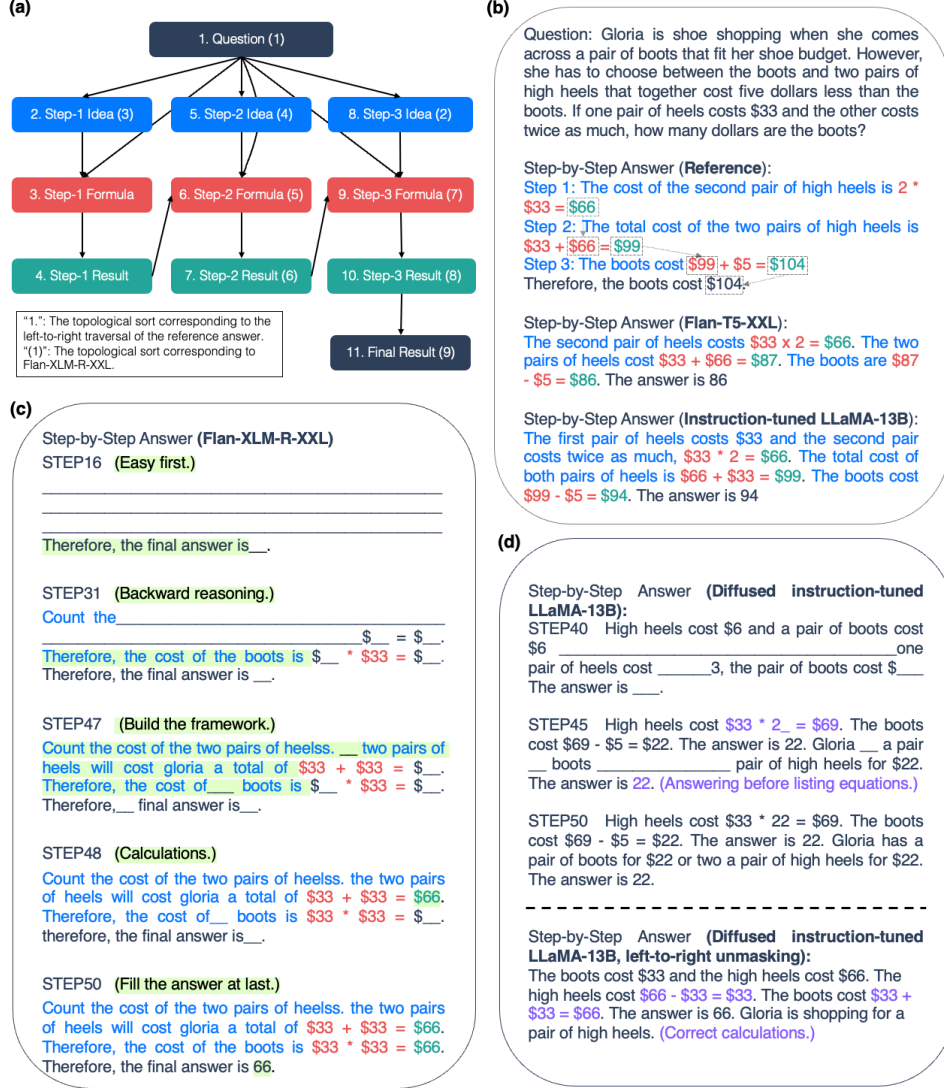 (a)
1. Question (1)
2. Step-1 Idea (3)
5. Step-2 Idea (4)
8. Step-3 Idea (2)
3. Step-1 Formula
6. Step-2 Formula (5)
9. Step-3 Formula (7)
4. Step-1 Result
7. Step-2 Result (6)
10. Step-3 Result (8)
11. Final Result (9)
"1.": The topological sort corresponding to the
left-to-right traversal of the reference answer.
"(1)": The topological sort corresponding to
Flan-XLM-R-XXL.
(b)
Question: Gloria is shoe shopping when she comes
across a pair of boots that fit her shoe budget. However,
she has to choose between the boots and two pairs of
high heels that together cost five dollars less than the
boots. If one pair of heels costs $33 and the other costs
twice as much, how many dollars are the boots?
Step-by-Step Answer (Reference):
Step 1: The cost of the second pair of high heels is 2 *
$33 = $66
Step 2: The total cost of the two pairs of high heels is
$33 + $66 = $99
Step 3: The boots cost $99 + $5 = $104
Therefore, the boots cost $104.
Step-by-Step Answer (Flan-T5-XXL):
The second pair of heels costs $33 x 2 = $66. The two
pairs of heels cost $33 + $66 = $87. The boots are $87
- $5 = $86. The answer is 86
Step-by-Step Answer (Instruction-tuned LLaMA-13B):
The first pair of heels costs $33 and the second pair
costs twice as much, $33 * 2 = $66. The total cost of
both pairs of heels is $66 + $33 = $99. The boots cost
$99 - $5 = $94. The answer is 94
(c)
Step-by-Step Answer (Flan-XLM-R-XXL)
STEP16 (Easy first.)
Therefore, the final answer is__.
STEP31 (Backward reasoning.)
Count the____
____$__ = $__.
Therefore, the cost of the boots is $__ * $33 = $__.
Therefore, the final answer is __.
STEP47 (Build the framework.)
Count the cost of the two pairs of heelss. __ two pairs of
heels will cost gloria a total of $33 + $33 = $__.
Therefore, the cost of___ boots is $__ * $33 = $__.
Therefore,__ final answer is__.
STEP48 (Calculations.)
Count the cost of the two pairs of heelss. the two pairs
of heels will cost gloria a total of $33 + $33 = $66.
Therefore, the cost of__ boots is $33 * $33 = $__.
therefore, the final answer is__.
STEP50 (Fill the answer at last.)
Count the cost of the two pairs of heelss. the two pairs
of heels will cost gloria a total of $33 + $33 = $66.
Therefore, the cost of the boots is $33 * $33 = $66.
Therefore, the final answer is 66.
(d)
Step-by-Step Answer (Diffused instruction-tuned
LLaMA-13B):
STEP40 High heels cost $6 and a pair of boots cost
$6 ____one
pair of heels cost ______3, the pair of boots cost $___
The answer is ___.
STEP45 High heels cost $33 * 2_ = $69. The boots
cost $69 - $5 = $22. The answer is 22. Gloria __ a pair
__ boots ____ pair of high heels for $22.
The answer is 22. (Answering before listing equations.)
STEP50 High heels cost $33 * 22 = $69. The boots
cost $69 - $5 = $22. The answer is 22. Gloria has a
pair of boots for $22 or two a pair of high heels for $22.
The answer is 22.
Step-by-Step Answer (Diffused instruction-tuned
LLaMA-13B, left-to-right unmasking):
The boots cost $33 and the high heels cost $66. The
high heels cost $66 - $33 = $33. The boots cost $33 +
$33 = $66. The answer is 66. Gloria is shopping for a
pair of high heels. (Correct calculations.)